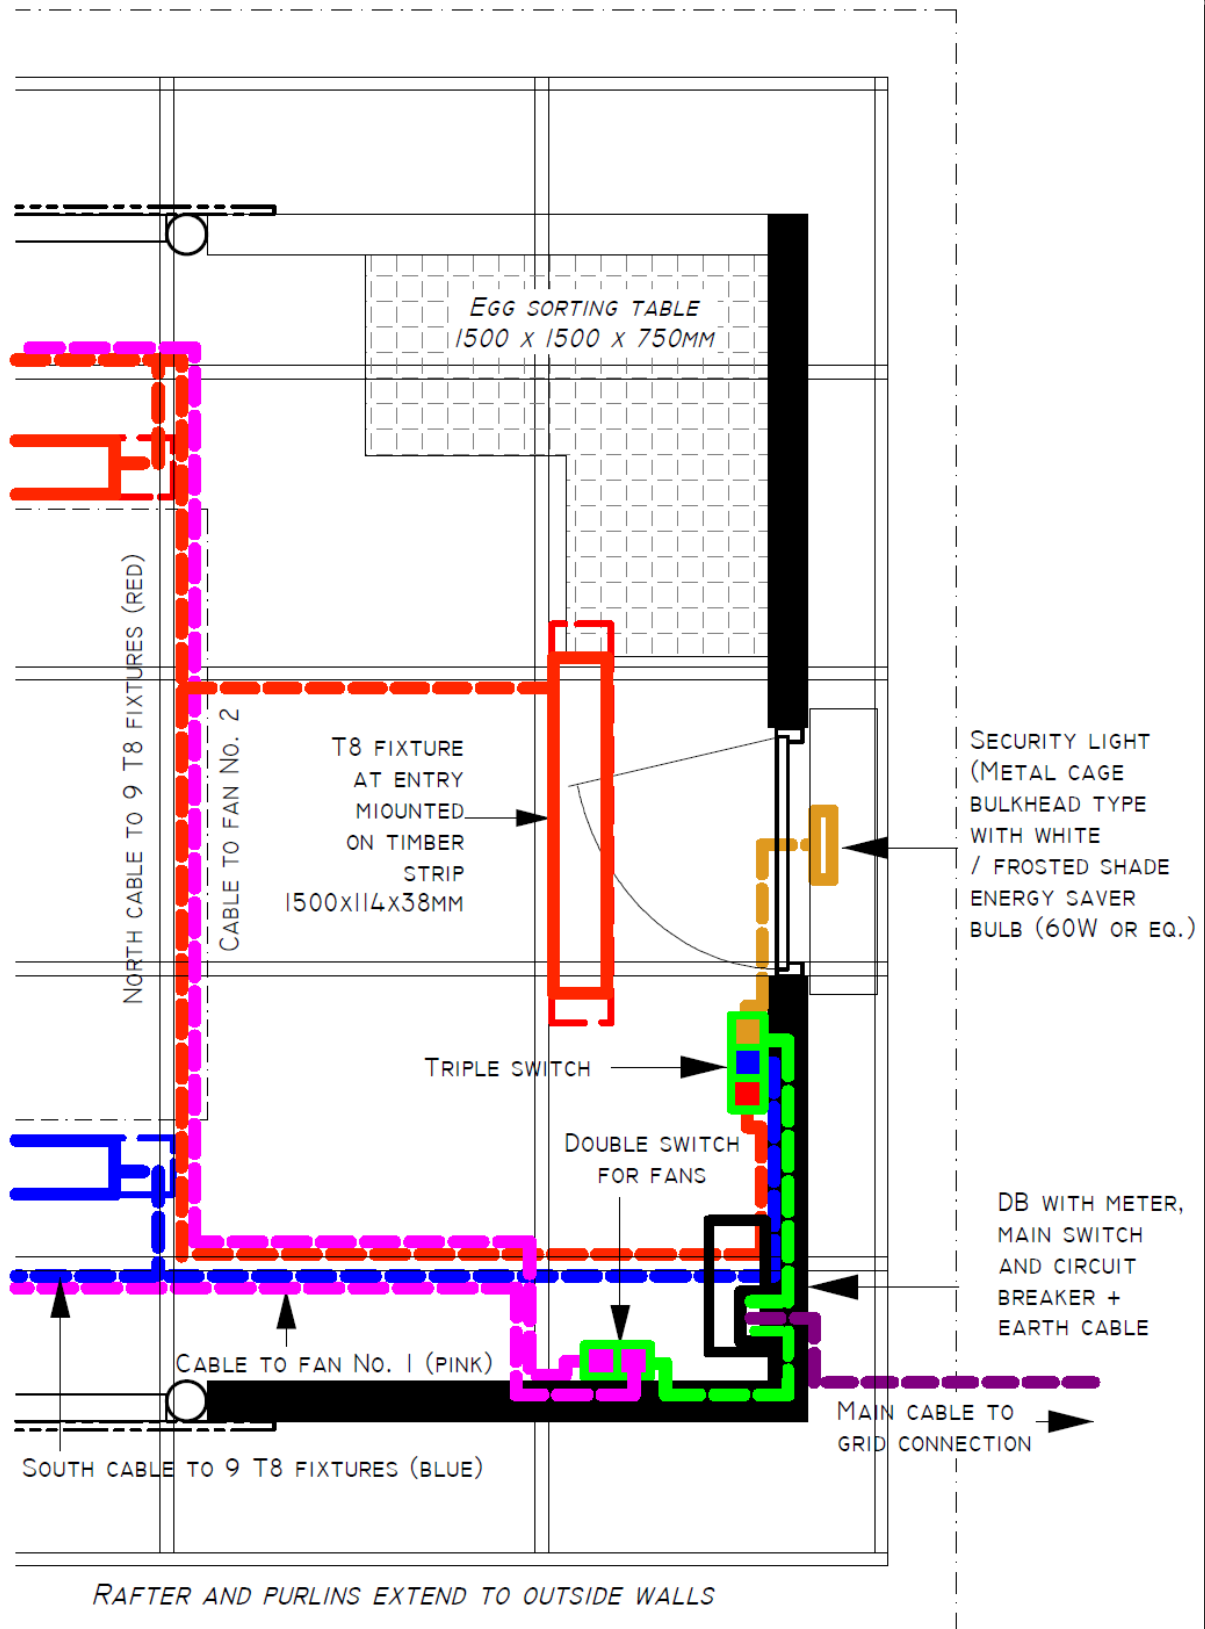 EGG SORTING TABLE
1500 X 1500 X 750MM
NORTH CABLE TO 9 T8 FIXTURES (RED)
CABLE TO FAN NO. 2
T8 FIXTURE
AT ENTRY
MIOUNTED
ON TIMBER
STRIP
1500X114X38MM
SECURITY LIGHT
(METAL CAGE
BULKHEAD TYPE
WITH WHITE
/ FROSTED SHADE
ENERGY SAVER
BULB (60W OR EQ.)
TRIPLE SWITCH
DOUBLE SWITCH
FOR FANS
DB WITH METER,
MAIN SWITCH
AND CIRCUIT
BREAKER +
EARTH CABLE
CABLE TO FAN NO. 1 (PINK)
MAIN CABLE TO
GRID CONNECTION
SOUTH CABLE TO 9 T8 FIXTURES (BLUE)
RAFTER AND PURLINS EXTEND TO OUTSIDE WALLS